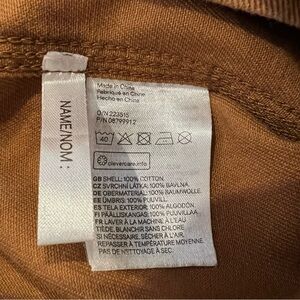 NAME/NOM :
Made in China
Fabriqué en Chine
Hecho en China
O/N 223515
P/N 08799912
40
clevercare.info
GB SHELL: 100% COTTON.
CZ SVRCHNÍ LÁTKA: 100% BAVLNA.
DE OBERMATERIAL: 100% BAUMWOLLE.
EE ÜMBRIS: 100% PUUVILL.
ES TELA EXTERIOR: 100% ALGODÓN.
FI PÄÄLLISKANGAS: 100% PUUVILLAA.
FR LAVER À LA MACHINE À L'EAU
TIÈDE. BLANCHIR SANS CHLORE
SI NÉCESSAIRE. SÉCHER À L'AIR.
REPASSER À TEMPÉRATURE MOYENNE.
PAS DE NETTOYAGE À SEC.